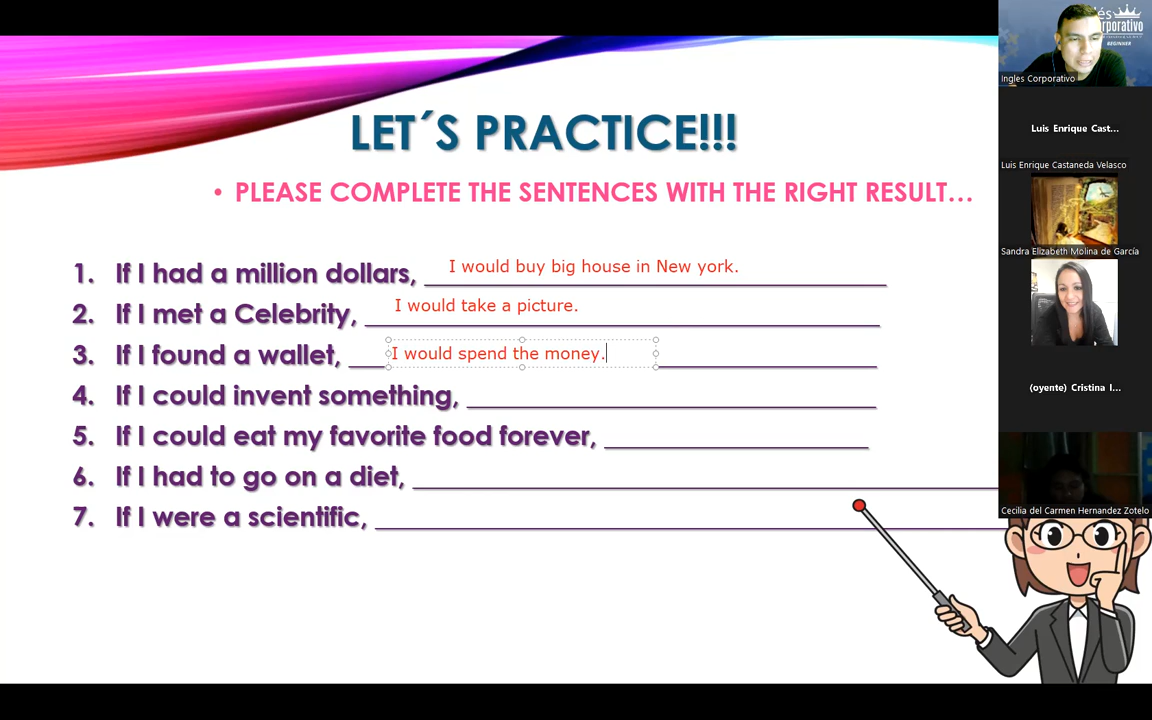 LET´S PRACTICE!!!
• PLEASE COMPLETE THE SENTENCES WITH THE RIGHT RESULT...
1. If I had a million dollars, I would buy big house in New york.
2. If I met a Celebrity, I would take a picture.
3. If I found a wallet, I would spend the money.
4. If I could invent something,
5. If I could eat my favorite food forever,
6. If I had to go on a diet,
7. If I were a scientific,
BEGINNER
Ingles Corporativo
Luis Enrique Cast...
Luis Enrique Castaneda Velasco
Sandra Elizabeth Molina de García
(oyente) Cristina I...
Cecilia del Carmen Hernandez Zotelo